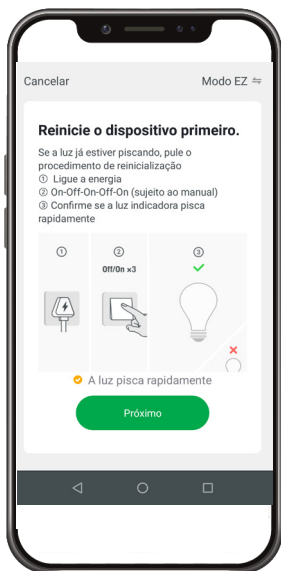 Cancelar Modo EZ
Reinicie o dispositivo primeiro.
Se a luz já estiver piscando, pule o
procedimento de reinicialização
① Ligue a energia
② On-Off-On-Off-On (sujeito ao manual)
③ Confirme se a luz indicadora pisca
rapidamente
① ② ③
Off/On ×3
A luz pisca rapidamente
Próximo